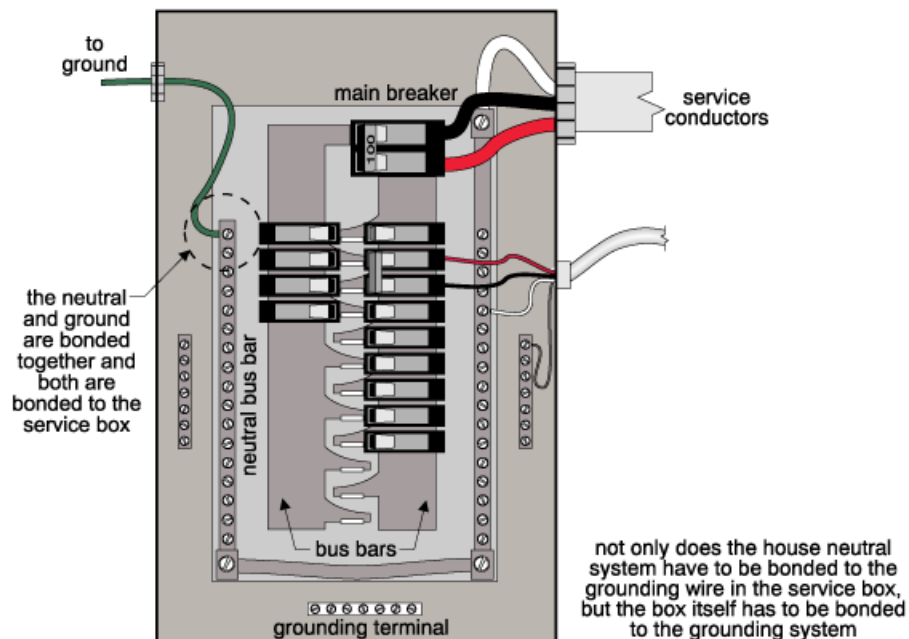 to
ground
main breaker
100
service
conductors
the neutral
and ground
are bonded
together and
both are
bonded to the
service box
neutral bus bar
bus bars
grounding terminal
not only does the house neutral
system have to be bonded to the
grounding wire in the service box,
but the box itself has to be bonded
to the grounding system